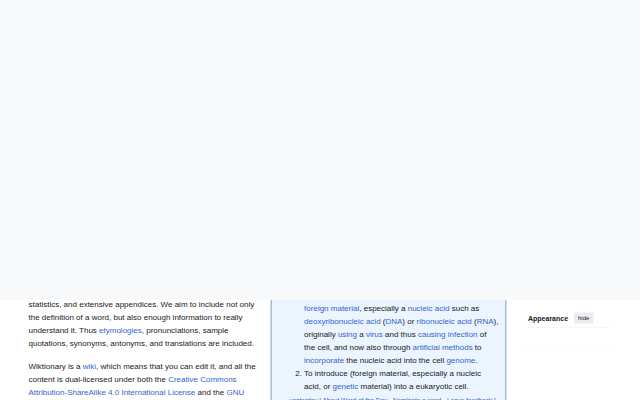 statistics, and extensive appendices. We aim to include not only
the definition of a word, but also enough information to really
understand it. Thus etymologies, pronunciations, sample
quotations, synonyms, antonyms, and translations are included.
Wiktionary is a wiki, which means that you can edit it, and all the
content is dual-licensed under both the Creative Commons
Attribution-ShareAlike 4.0 International License and the GNU
foreign material, especially a nucleic acid such as
deoxyribonucleic acid (DNA) or ribonucleic acid (RNA),
originally using a virus and thus causing infection of
the cell, and now also through artificial methods to
incorporate the nucleic acid into the cell genome.
2. To introduce (foreign material, especially a nucleic
acid, or genetic material) into a eukaryotic cell.
Appearance hide